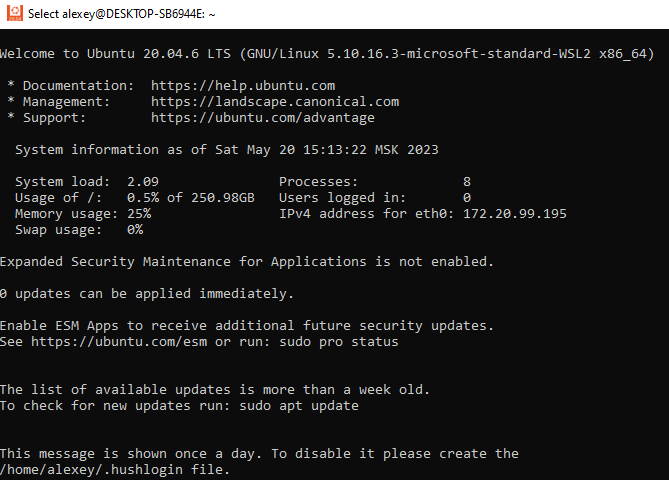 Select alexey@DESKTOP-SB6944E: ~
Welcome to Ubuntu 20.04.6 LTS (GNU/Linux 5.10.16.3-microsoft-standard-WSL2 x86_64)
* Documentation:  https://help.ubuntu.com
* Management:     https://landscape.canonical.com
* Support:        https://ubuntu.com/advantage
System information as of Sat May 20 15:13:22 MSK 2023
System load:  2.09               Processes:             8
Usage of /:   0.5% of 250.98GB   Users logged in:       0
Memory usage: 25%                IPv4 address for eth0: 172.20.99.195
Swap usage:   0%
Expanded Security Maintenance for Applications is not enabled.
0 updates can be applied immediately.
Enable ESM Apps to receive additional future security updates.
See https://ubuntu.com/esm or run: sudo pro status
The list of available updates is more than a week old.
To check for new updates run: sudo apt update
This message is shown once a day. To disable it please create the
/home/alexey/.hushlogin file.